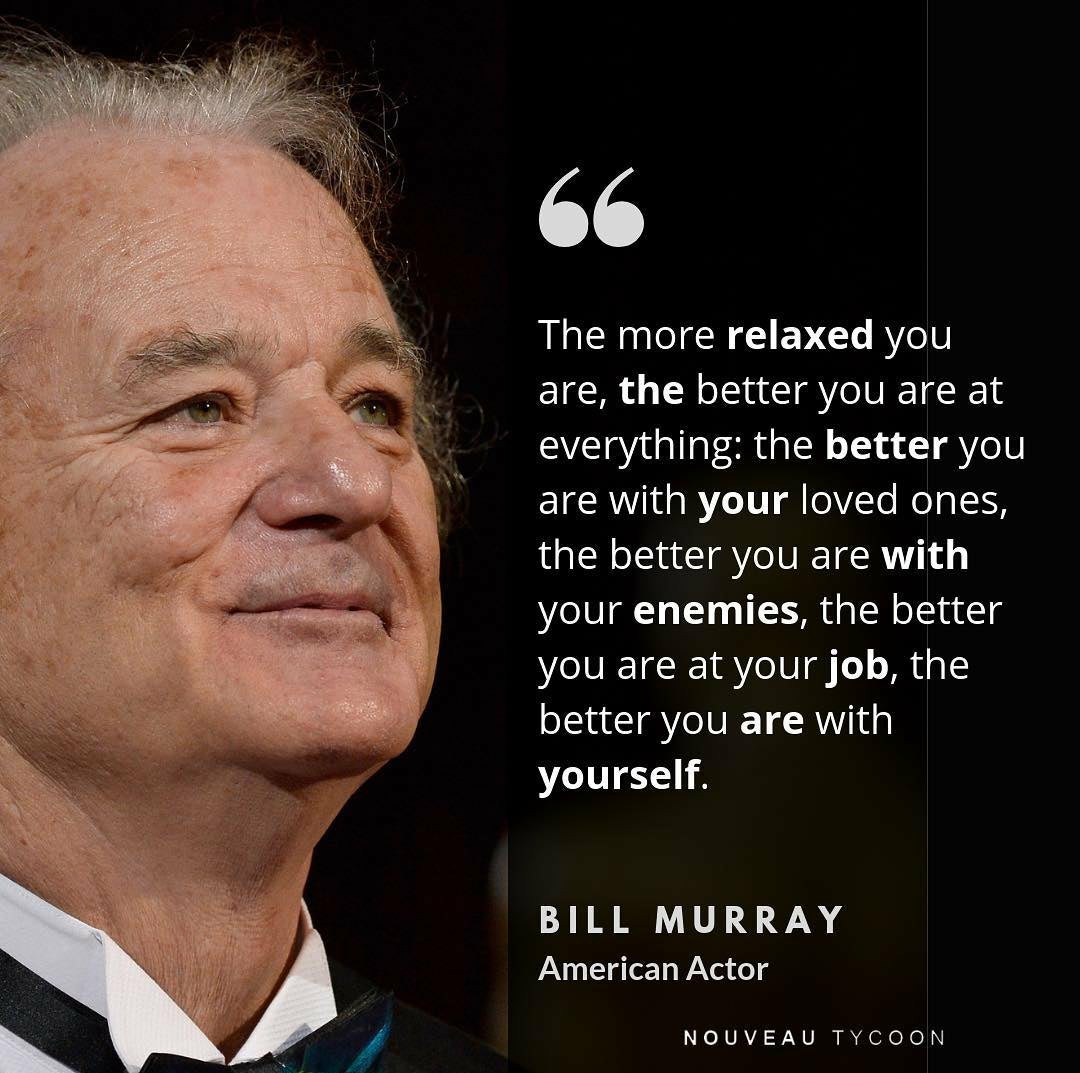 “
The more relaxed you
are, the better you are at
everything: the better you
are with your loved ones,
the better you are with
your enemies, the better
you are at your job, the
better you are with
yourself.
BILL MURRAY
American Actor
NOUVEAU TYCOON